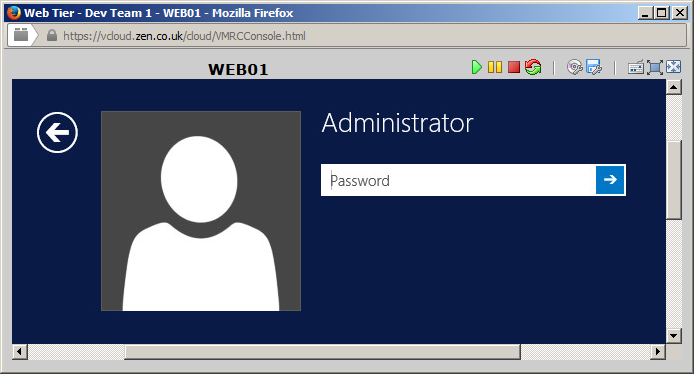 Web Tier - Dev Team 1 - WEB01 - Mozilla Firefox
https://vcloud.zen.co.uk/cloud/VMRCConsole.html
WEB01
Administrator
Password